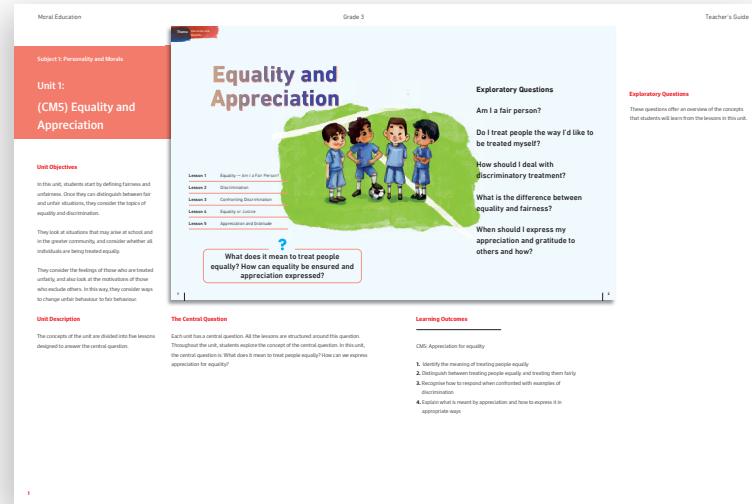 Moral Education
Grade 3
Teacher's Guide
Subject 1: Personality and Morals
Unit 1:
(CM5) Equality and
Appreciation
Unit Objectives
In this unit, students start by defining fairness and
unfairness. Once they can distinguish between fair
and unfair situations, they consider the topics of
equality and discrimination.
They look at situations that may arise at school and
in the greater community, and consider whether all
individuals are being treated equally.
They consider the feelings of those who are treated
unfairly, and also look at the motivations of those
who exclude others. In this way, they consider ways
to change unfair behaviour to fair behaviour.
Unit Description
The concepts of the unit are divided into five lessons
designed to answer the central question.
Theme
Equality and
Appreciation
Lesson 1 Equality — Am I a Fair Person?
Lesson 2 Discrimination
Lesson 3 Confronting Discrimination
Lesson 4 Equality or Justice
Lesson 5 Appreciation and Gratitude
?
What does it mean to treat people
equally? How can equality be ensured and
appreciation expressed?
Exploratory Questions
Am I a fair person?
Do I treat people the way I'd like to
be treated myself?
How should I deal with
discriminatory treatment?
What is the difference between
equality and fairness?
When should I express my
appreciation and gratitude to
others and how?
Exploratory Questions
These questions offer an overview of the concepts
that students will learn from the lessons in this unit.
The Central Question
Each unit has a central question. All the lessons are structured around this question.
Throughout the unit, students explore the concept of the central question. In this unit,
the central question is: What does it mean to treat people equally? How can we express
appreciation for equality?
Learning Outcomes
CM5: Appreciation for equality
1. Identify the meaning of treating people equally
2. Distinguish between treating people equally and treating them fairly
3. Recognise how to respond when confronted with examples of
discrimination
4. Explain what is meant by appreciation and how to express it in
appropriate ways
1